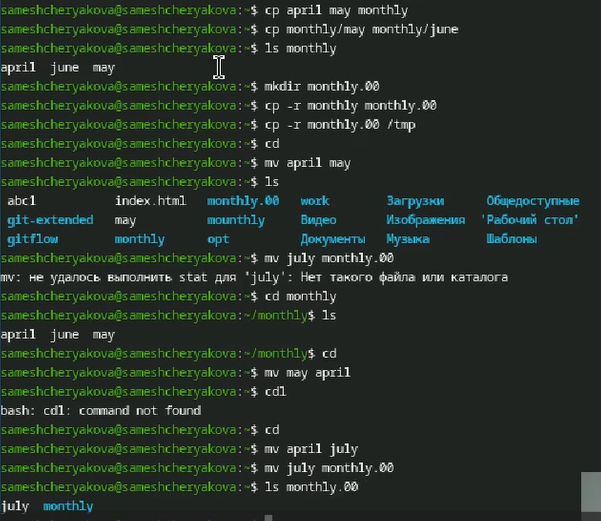 sameshcheryakova@sameshcheryakova:~$ cp april may monthly
sameshcheryakova@sameshcheryakova:~$ cp monthly/may monthly/june
sameshcheryakova@sameshcheryakova:~$ ls monthly
april  june  may
sameshcheryakova@sameshcheryakova:~$ mkdir monthly.00
sameshcheryakova@sameshcheryakova:~$ cp -r monthly monthly.00
sameshcheryakova@sameshcheryakova:~$ cp -r monthly.00 /tmp
sameshcheryakova@sameshcheryakova:~$ cd
sameshcheryakova@sameshcheryakova:~$ mv april may
sameshcheryakova@sameshcheryakova:~$ ls
abc1  index.html  monthly.00  work  Загрузки  Общедоступные
git-extended  may  mounthly  Видео  Изображения  'Рабочий стол'
gitflow  monthly  opt  Документы  Музыка  Шаблоны
sameshcheryakova@sameshcheryakova:~$ mv july monthly.00
mv: не удалось выполнить stat для 'july': Нет такого файла или каталога
sameshcheryakova@sameshcheryakova:~$ cd monthly
sameshcheryakova@sameshcheryakova:~/monthly$ ls
april  june  may
sameshcheryakova@sameshcheryakova:~/monthly$ cd
sameshcheryakova@sameshcheryakova:~$ mv may april
sameshcheryakova@sameshcheryakova:~$ cdl
bash: cdl: command not found
sameshcheryakova@sameshcheryakova:~$ cd
sameshcheryakova@sameshcheryakova:~$ mv april july
sameshcheryakova@sameshcheryakova:~$ mv july monthly.00
sameshcheryakova@sameshcheryakova:~$ ls monthly.00
july  monthly